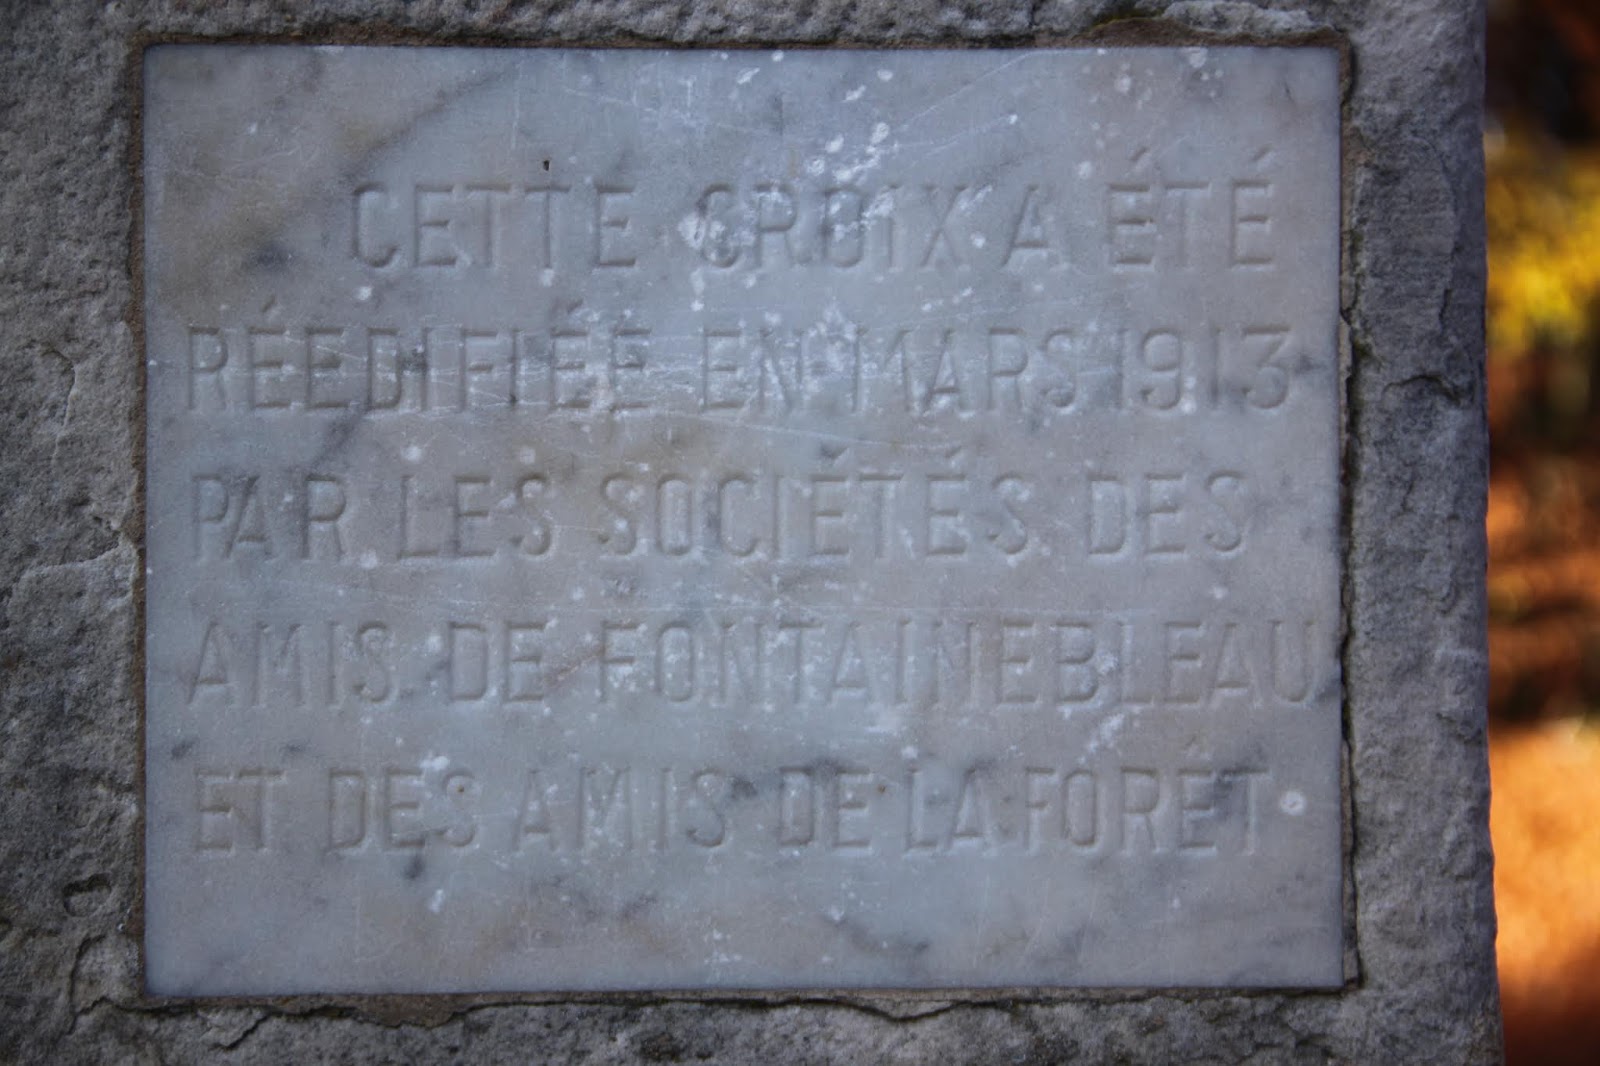 CETTE CROIX A ÉTÉ
RÉEDIFIÉE EN MARS 1913
PAR LES SOCIÉTÉS DES
AMIS DE FONTAINEBLEAU
ET DES AMIS DE LA FORÊT